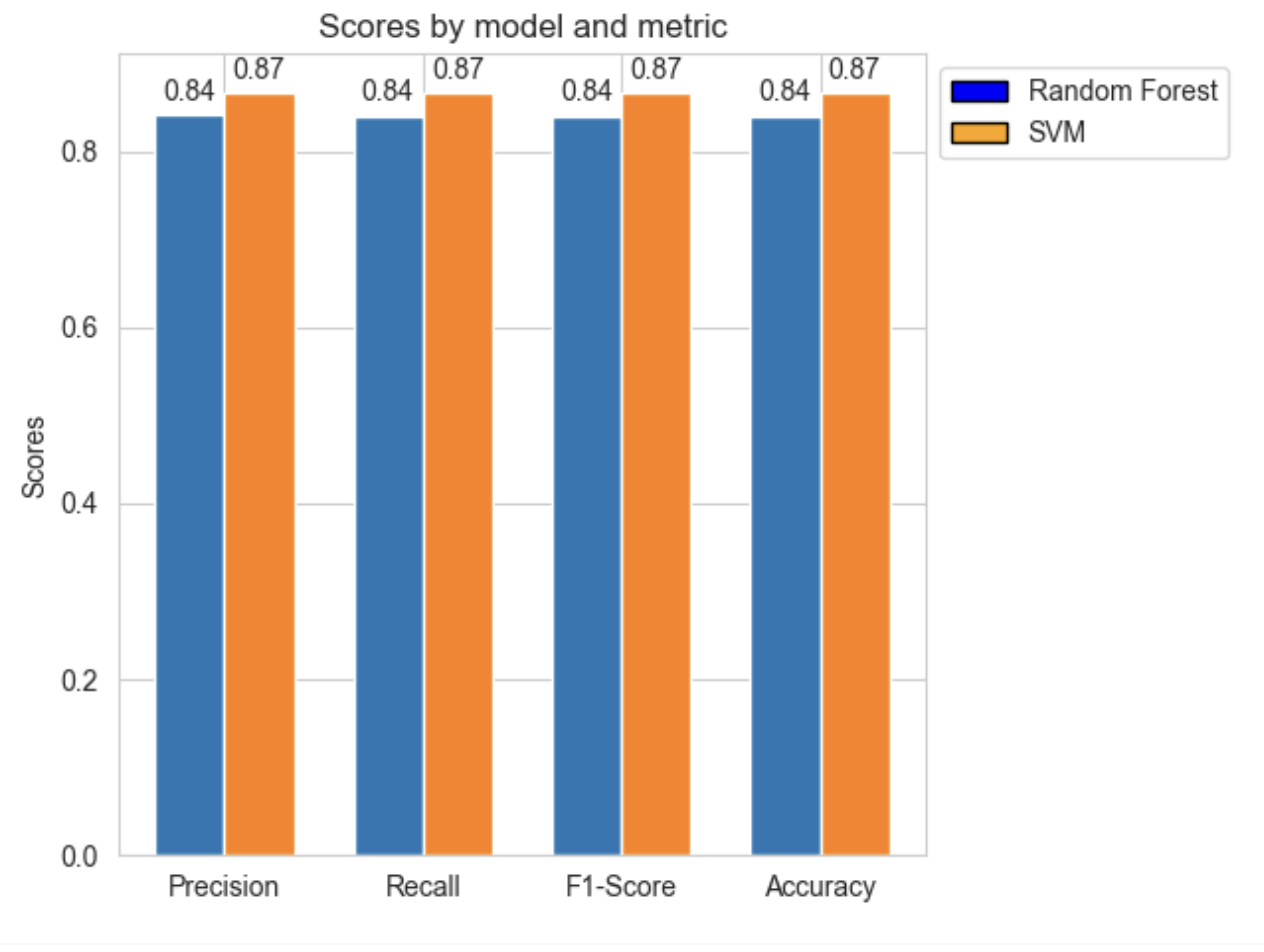 Scores by model and metric
0.84 0.87 0.84 0.87 0.84 0.87 0.84 0.87
Random Forest
SVM
0.8
0.6
0.4
0.2
0.0
Scores
Precision Recall F1-Score Accuracy